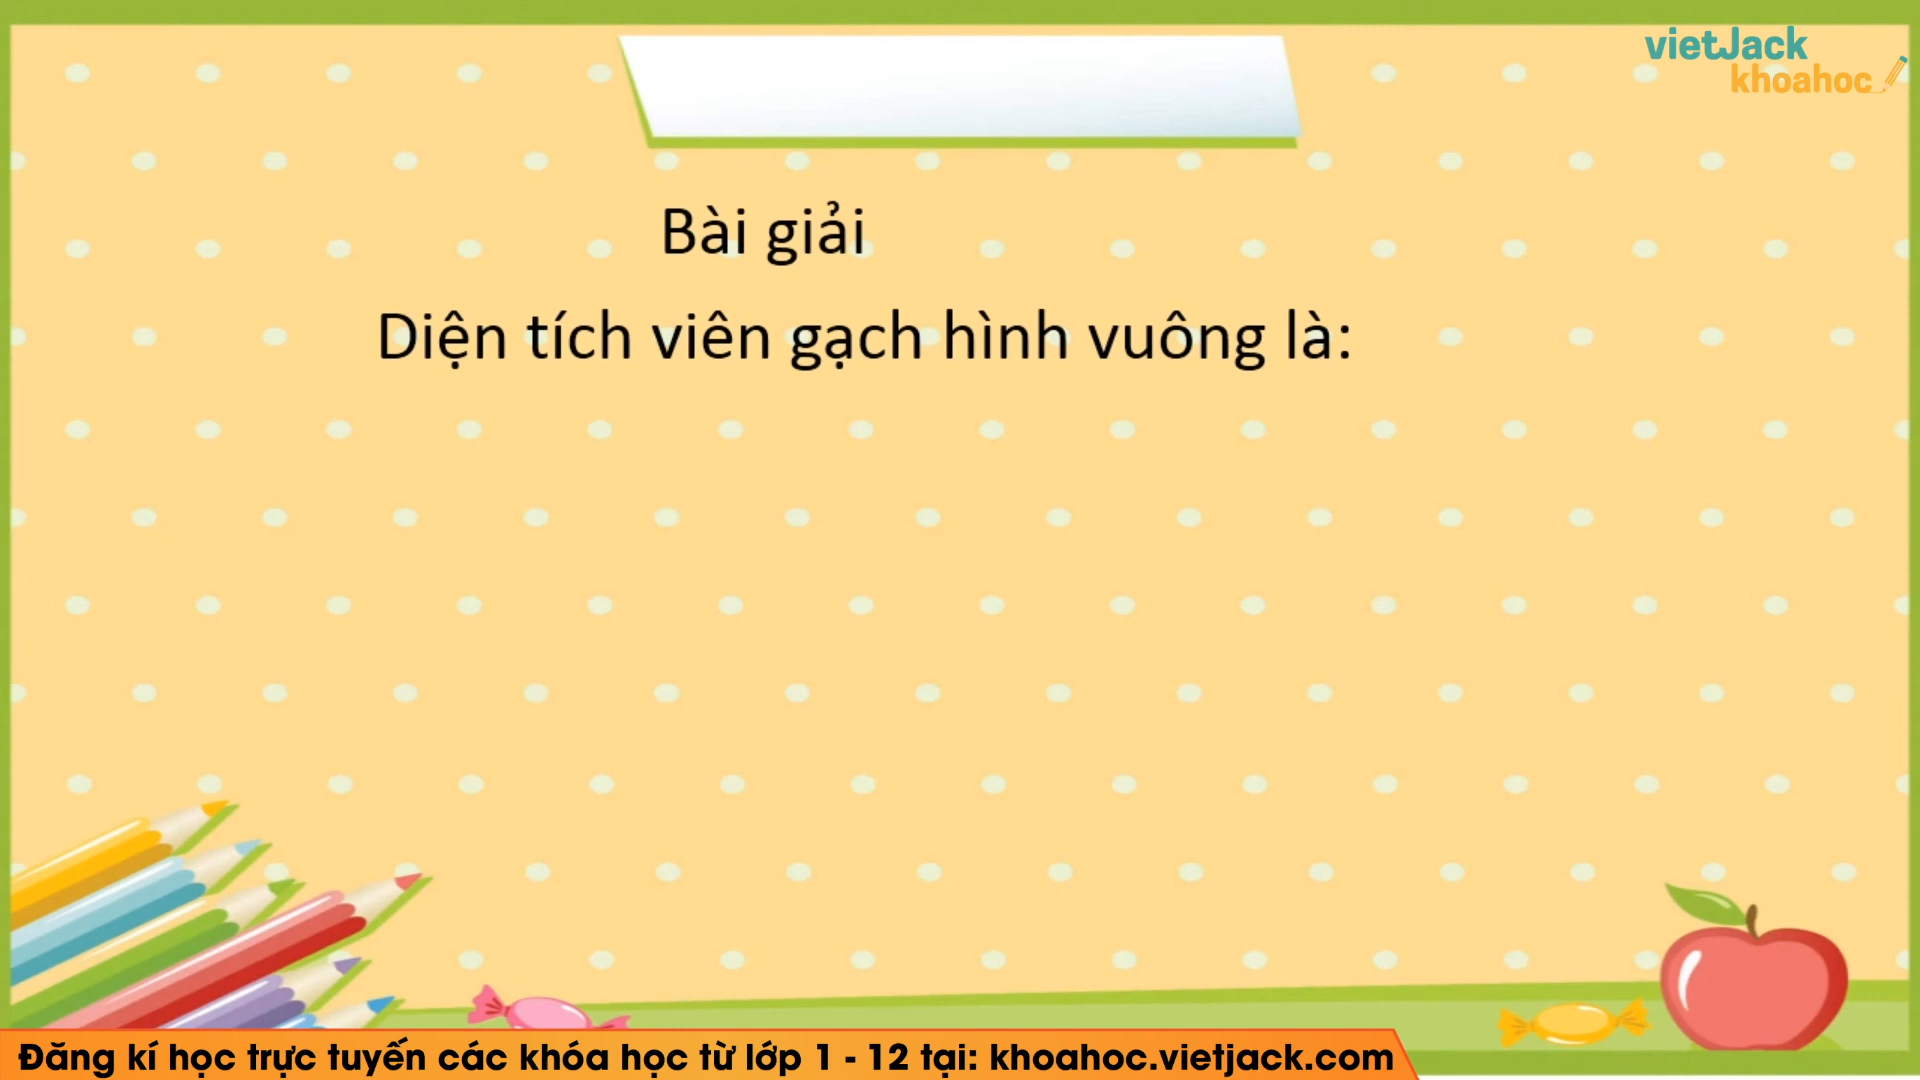 vietJack
khoahoc
Bài giải
Diện tích viên gạch hình vuông là:
Đăng kí học trực tuyến các khóa học từ lớp 1 - 12 tại: khoahoc.vietjack.com